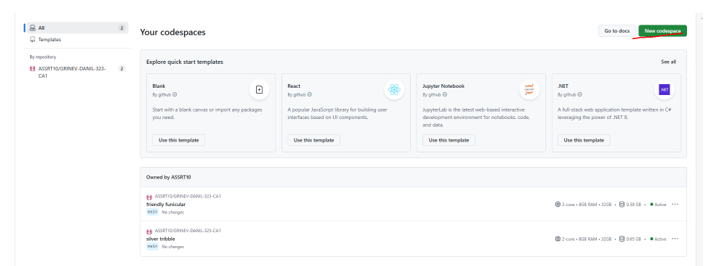 All
2
Templates
By repository
ASSRT10/GRINEV-DANIL-323-CA1
2
Your codespaces
Go to docs
New codespace
Explore quick start templates
See all
Blank
By github
Start with a blank canvas or import any packages
you need.
Use this template
React
By github
A popular JavaScript library for building user
interfaces based on UI components.
Use this template
Jupyter Notebook
By github
JupyterLab is the latest web-based interactive
development environment for notebooks, code,
and data.
Use this template
.NET
By github
.NET
A full-stack web application template written in C#
leveraging the power of .NET 8.
Use this template
Owned by ASSRT10
ASSRT10/GRINEV-DANIL-323-CA1
friendly funicular
main No changes
2-core • 8GB RAM • 32GB • 0.59 GB • Active ···
ASSRT10/GRINEV-DANIL-323-CA1
silver tribble
main No changes
2-core • 8GB RAM • 32GB • 0.65 GB • Active ···